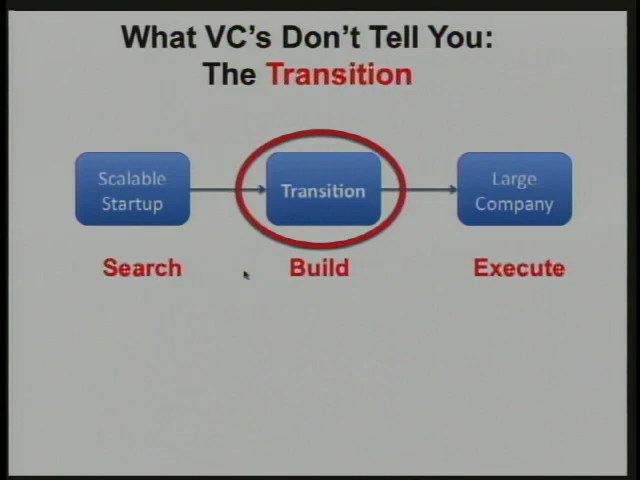 What VC's Don't Tell You:
The Transition
Scalable
Startup
Transition
Large
Company
Search
Build
Execute